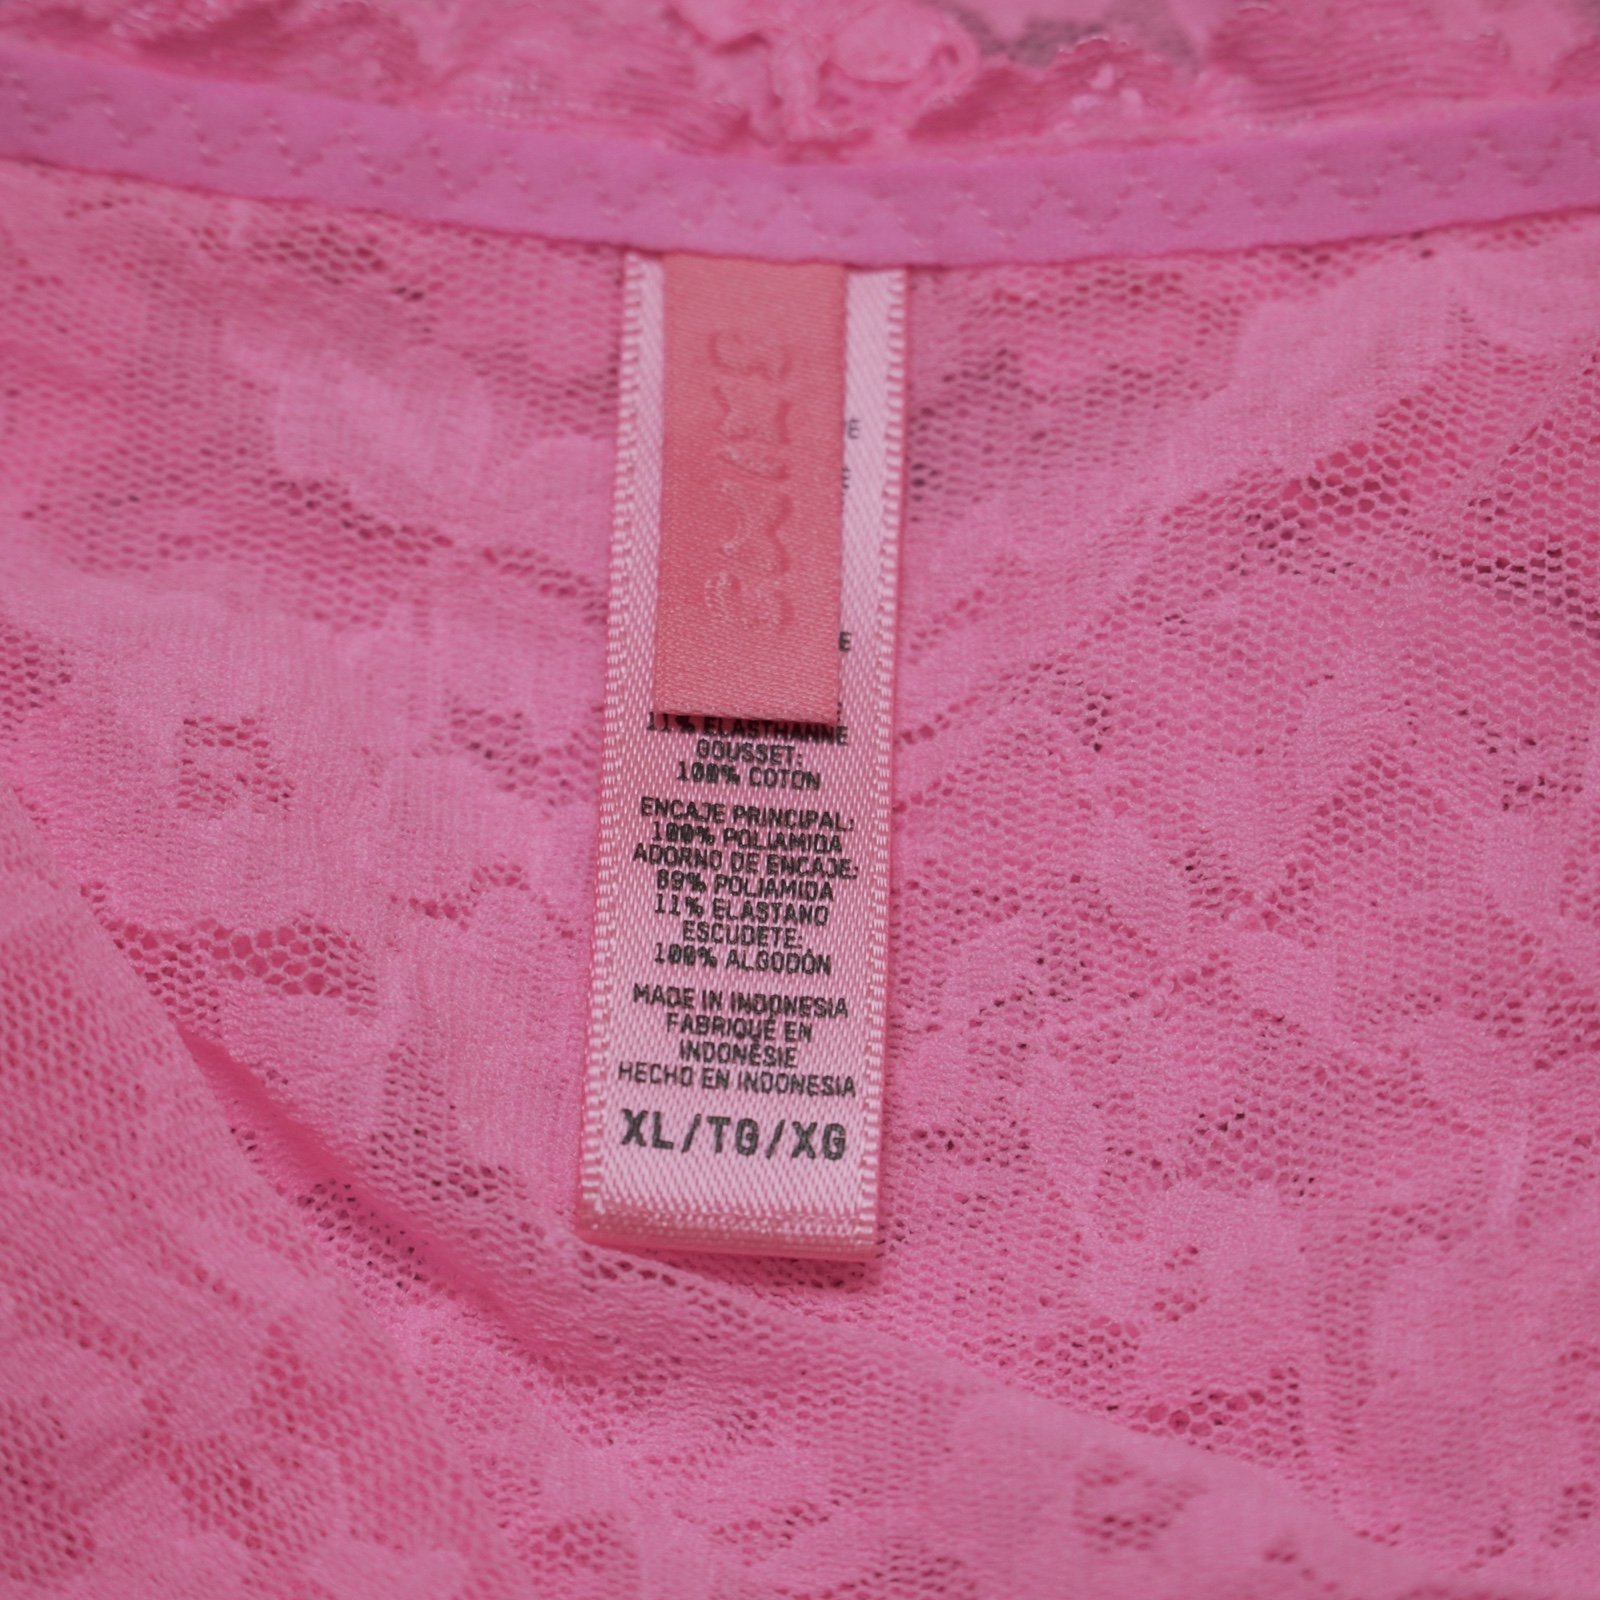 E
E
11% ELASTHANNE
GOUSSET:
100% COTON
ENCAJE PRINCIPAL:
100% POLIAMIDA
ADORNO DE ENCAJE:
89% POLIAMIDA
11% ELASTANO
ESCUDETE:
100% ALGODÓN
MADE IN INDONESIA
FABRIQUÉ EN
INDONÉSIE
HECHO EN INDONESIA
XL/TG/XG